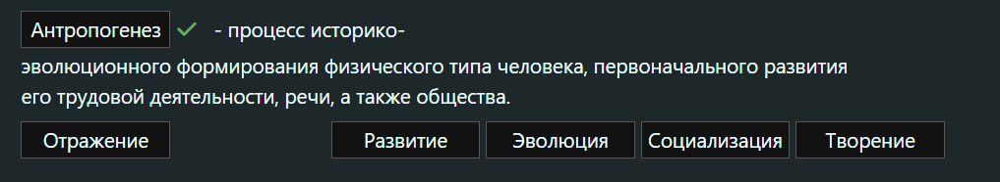 Антропогенез - процесс историко-
эволюционного формирования физического типа человека, первоначального развития
его трудовой деятельности, речи, а также общества.
Отражение Развитие Эволюция Социализация Творение